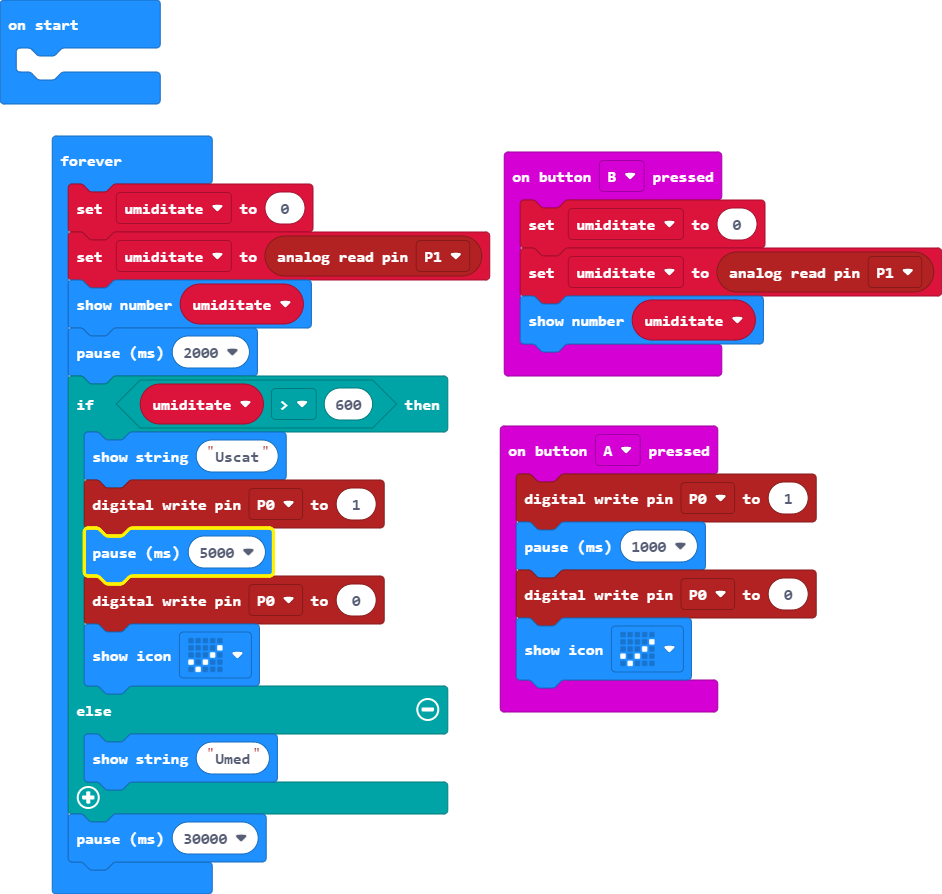 on start
forever
set umiditate to 0
set umiditate to analog read pin P1
show number umiditate
pause (ms) 2000
if umiditate > 600 then
show string "Uscat"
digital write pin P0 to 1
pause (ms) 5000
digital write pin P0 to 0
show icon
else
show string "Umed"
pause (ms) 30000
on button B pressed
set umiditate to 0
set umiditate to analog read pin P1
show number umiditate
on button A pressed
digital write pin P0 to 1
pause (ms) 1000
digital write pin P0 to 0
show icon